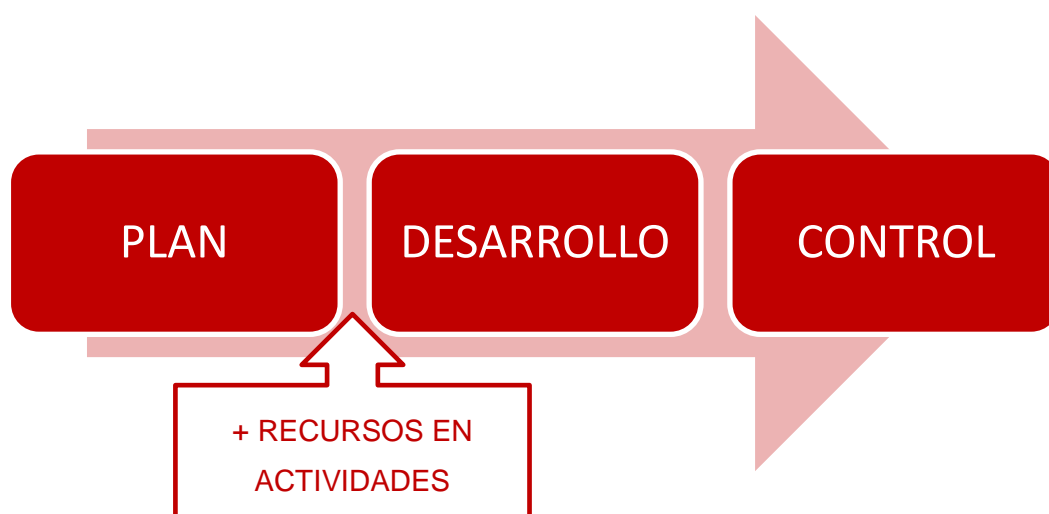 PLAN
DESARROLLO
CONTROL
+ RECURSOS EN
ACTIVIDADES